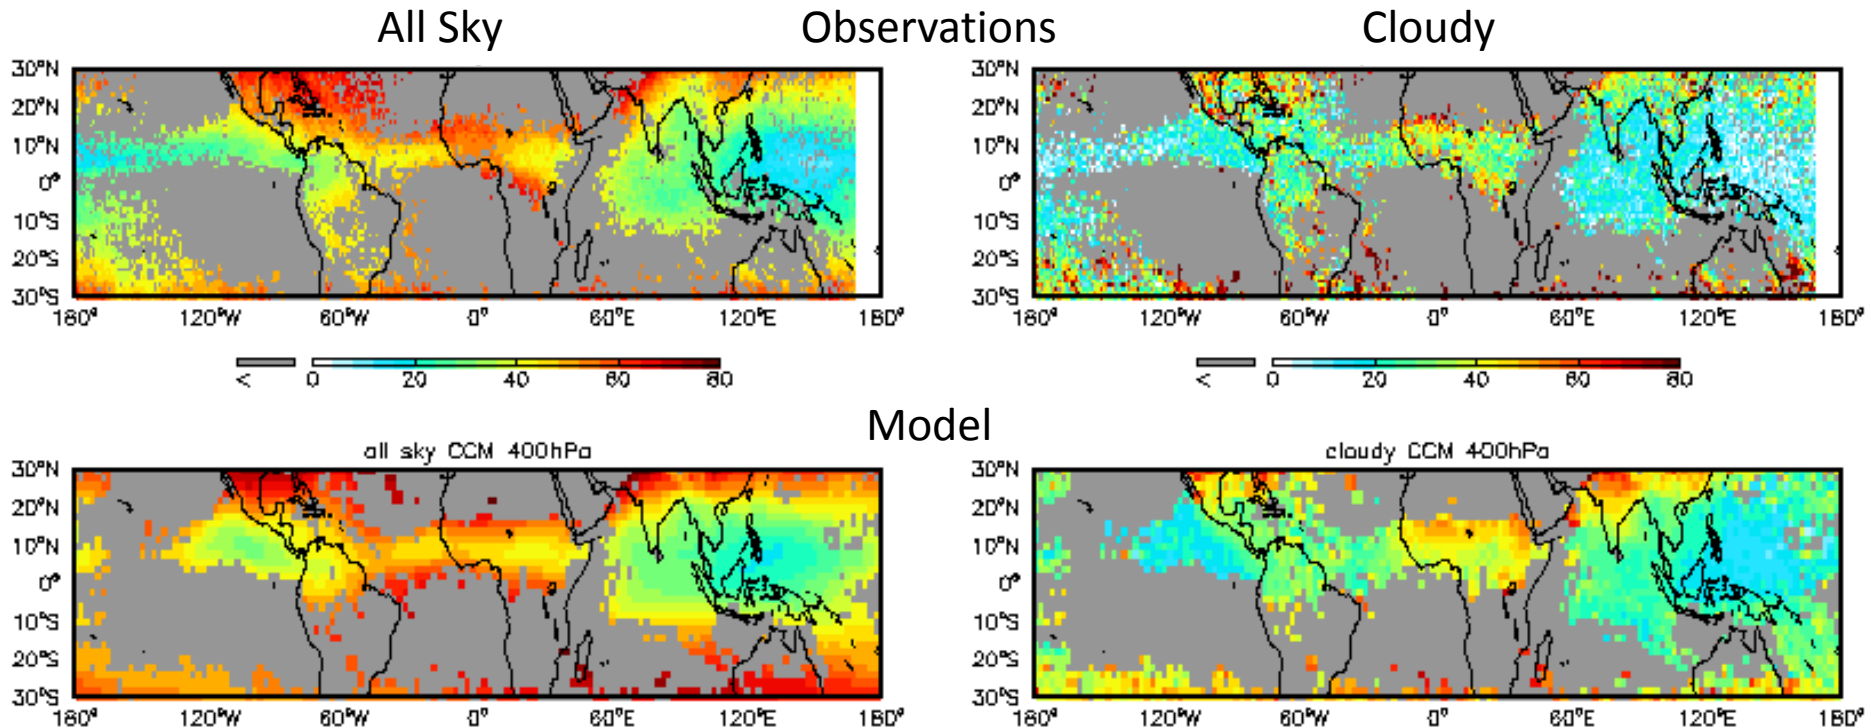 All Sky Observations Cloudy
30°N 30°N
20°N 20°N
10°N 10°N
0° 0°
10°S 10°S
20°S 20°S
30°S 30°S
180° 120°W 60°W 0° 60°E 120°E 180° 180° 120°W 60°W 0° 60°E 120°E 180°
< 0 20 40 60 80 < 0 20 40 60 80
Model
all sky CCM 400hPa cloudy CCM 400hPa
30°N 30°N
20°N 20°N
10°N 10°N
0° 0°
10°S 10°S
20°S 20°S
30°S 30°S
180° 120°W 60°W 0° 60°E 120°E 180° 180° 120°W 60°W 0° 60°E 120°E 180°